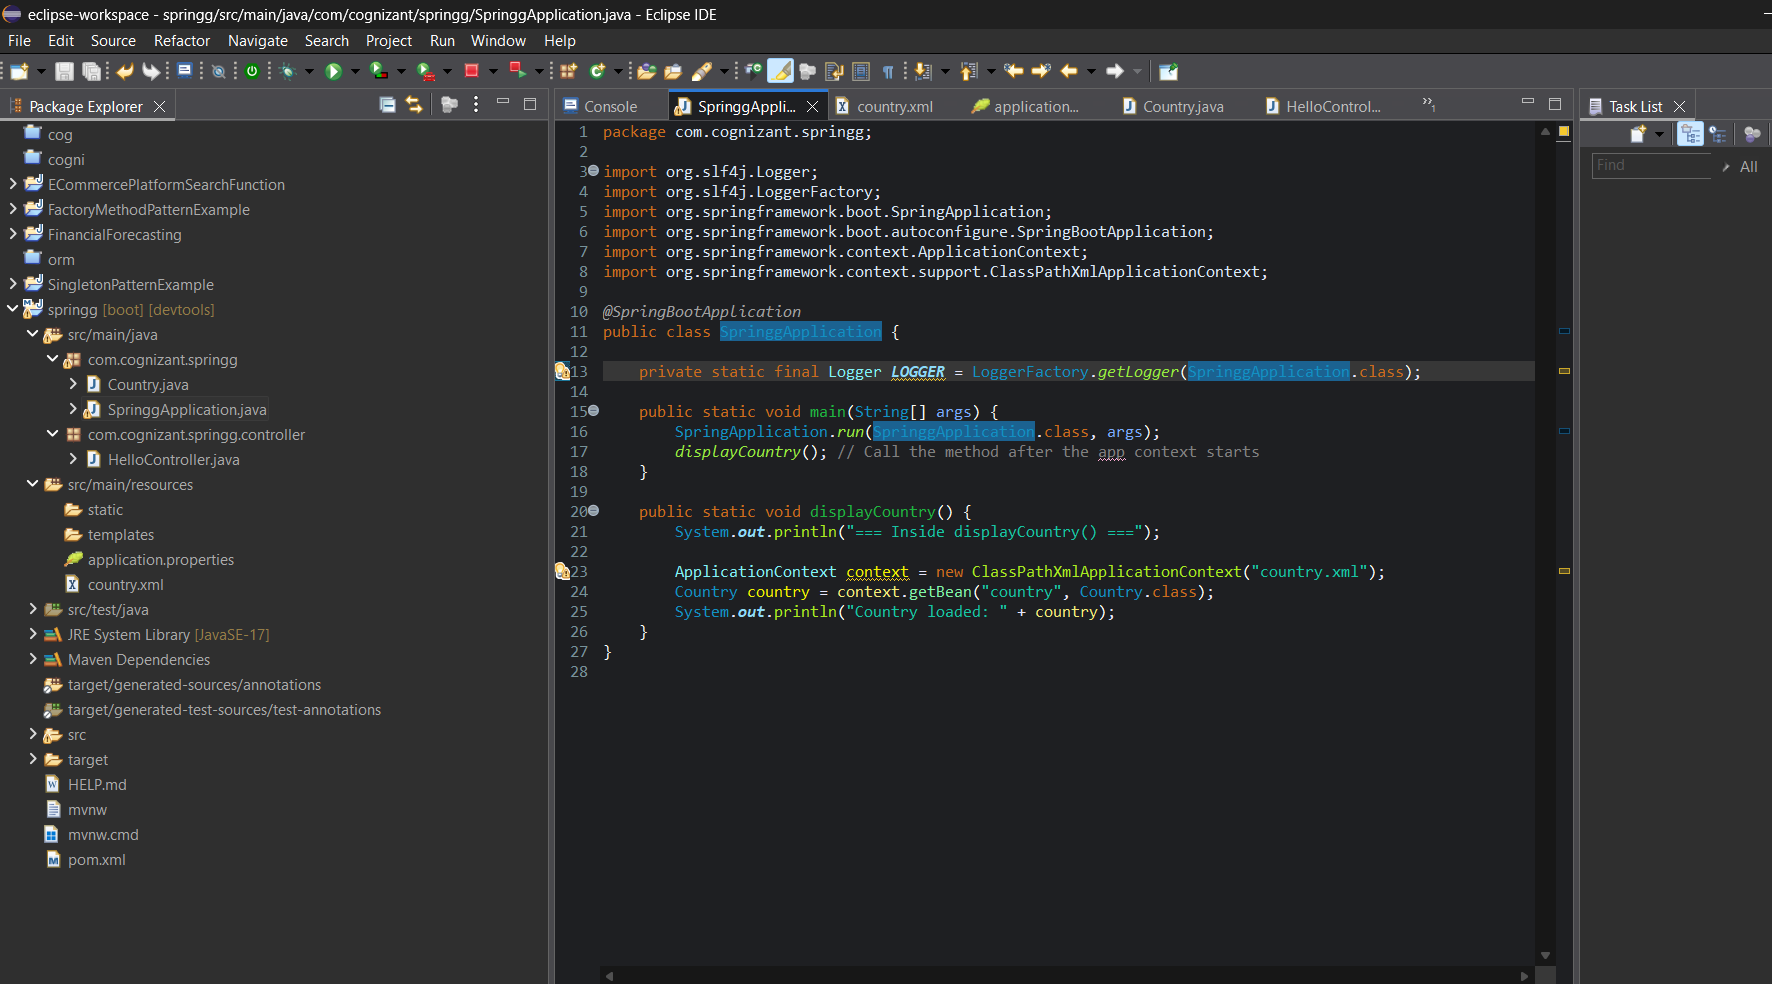 eclipse-workspace - springg/src/main/java/com/cognizant/springg/SpringgApplication.java - Eclipse IDE
File Edit Source Refactor Navigate Search Project Run Window Help
Package Explorer
cog
cogni
ECommercePlatformSearchFunction
FactoryMethodPatternExample
FinancialForecasting
orm
SingletonPatternExample
springg [boot] [devtools]
src/main/java
com.cognizant.springg
Country.java
SpringgApplication.java
com.cognizant.springg.controller
HelloController.java
src/main/resources
static
templates
application.properties
country.xml
src/test/java
JRE System Library [JavaSE-17]
Maven Dependencies
target/generated-sources/annotations
target/generated-test-sources/test-annotations
src
target
HELP.md
mvnw
mvnw.cmd
pom.xml
Console SpringgAppli... country.xml application... Country.java HelloControl... »1
1 package com.cognizant.springg;
2
3 import org.slf4j.Logger;
4 import org.slf4j.LoggerFactory;
5 import org.springframework.boot.SpringApplication;
6 import org.springframework.boot.autoconfigure.SpringBootApplication;
7 import org.springframework.context.ApplicationContext;
8 import org.springframework.context.support.ClassPathXmlApplicationContext;
9
10 @SpringBootApplication
11 public class SpringgApplication {
12
13 private static final Logger LOGGER = LoggerFactory.getLogger(SpringgApplication.class);
14
15 public static void main(String[] args) {
16 SpringApplication.run(SpringgApplication.class, args);
17 displayCountry(); // Call the method after the app context starts
18 }
19
20 public static void displayCountry() {
21 System.out.println("=== Inside displayCountry() ===");
22
23 ApplicationContext context = new ClassPathXmlApplicationContext("country.xml");
24 Country country = context.getBean("country", Country.class);
25 System.out.println("Country loaded: " + country);
26 }
27 }
28
Task List
Find
All